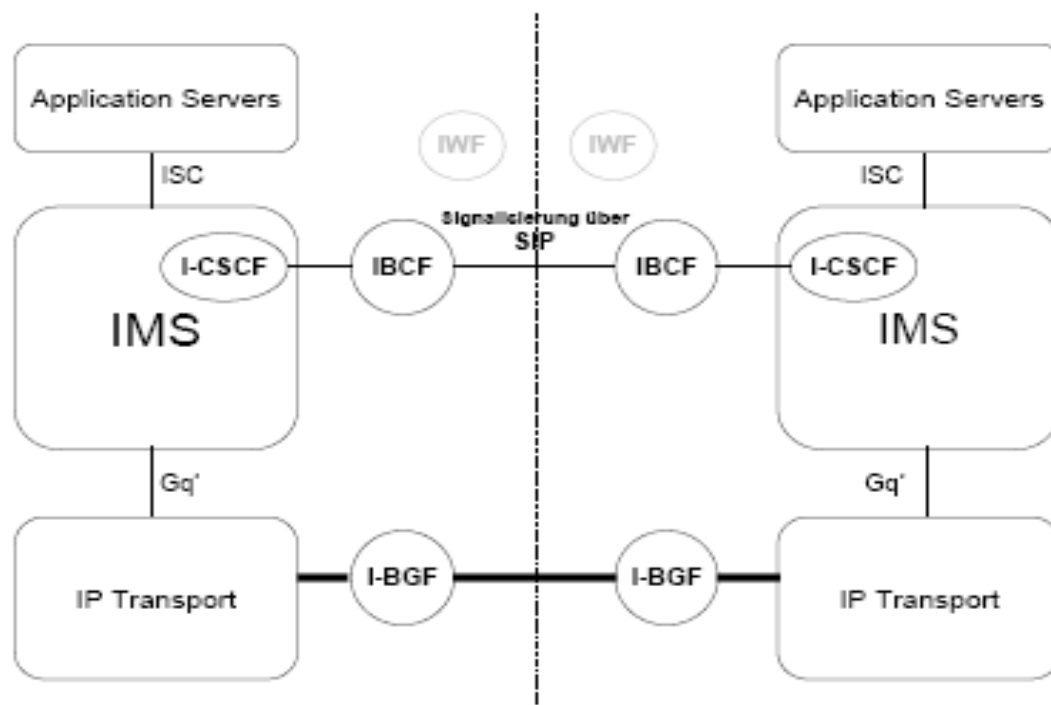 Application Servers
Application Servers
IWF
IWF
ISC
ISC
Signalisierung über
SIP
I-CSCF
IBCF
IBCF
I-CSCF
IMS
IMS
Gq'
Gq'
IP Transport
I-BGF
I-BGF
IP Transport